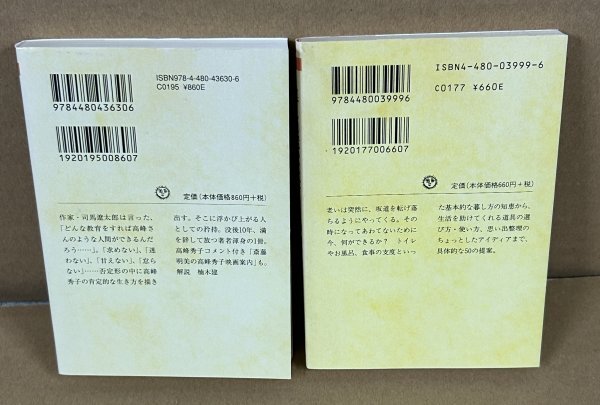 ISBN978-4-480-43630-6
C0195 ¥860E
9784480436306
1920195008607
定価(本体価格860円+税)
作家・司馬遼太郎は言った、
「どんな教育をすれば高峰さ
んのような人間ができるんだ
ろう……」。「求めない」、「迷
わない」、「甘えない」、「怠ら
ない」……否定形の中に高峰
秀子の肯定的な生き方を描き
出す。そこに浮かび上がる人
としての矜持。没後10年、満を
辞して放つ著者渾身の一冊。
高峰秀子コメント付き「斎藤
明美の高峰秀子映画案内」も。
解説 柚木建
ISBN4-480-03999-6
C0177 ¥660E
9784480039996
1920177006607
定価(本体価格660円+税)
老いは突然に、坂道を転げ落
ちるようにやってくる。その
時になってあわてないために
今、何ができるか? トイレ
やお風呂、食事の支度といっ
た基本的な暮し方の知恵から、
生活を助けてくれる道具の選
び方・使い方、思い出整理の
ちょっとしたアイディアまで、
具体的な50の提案。